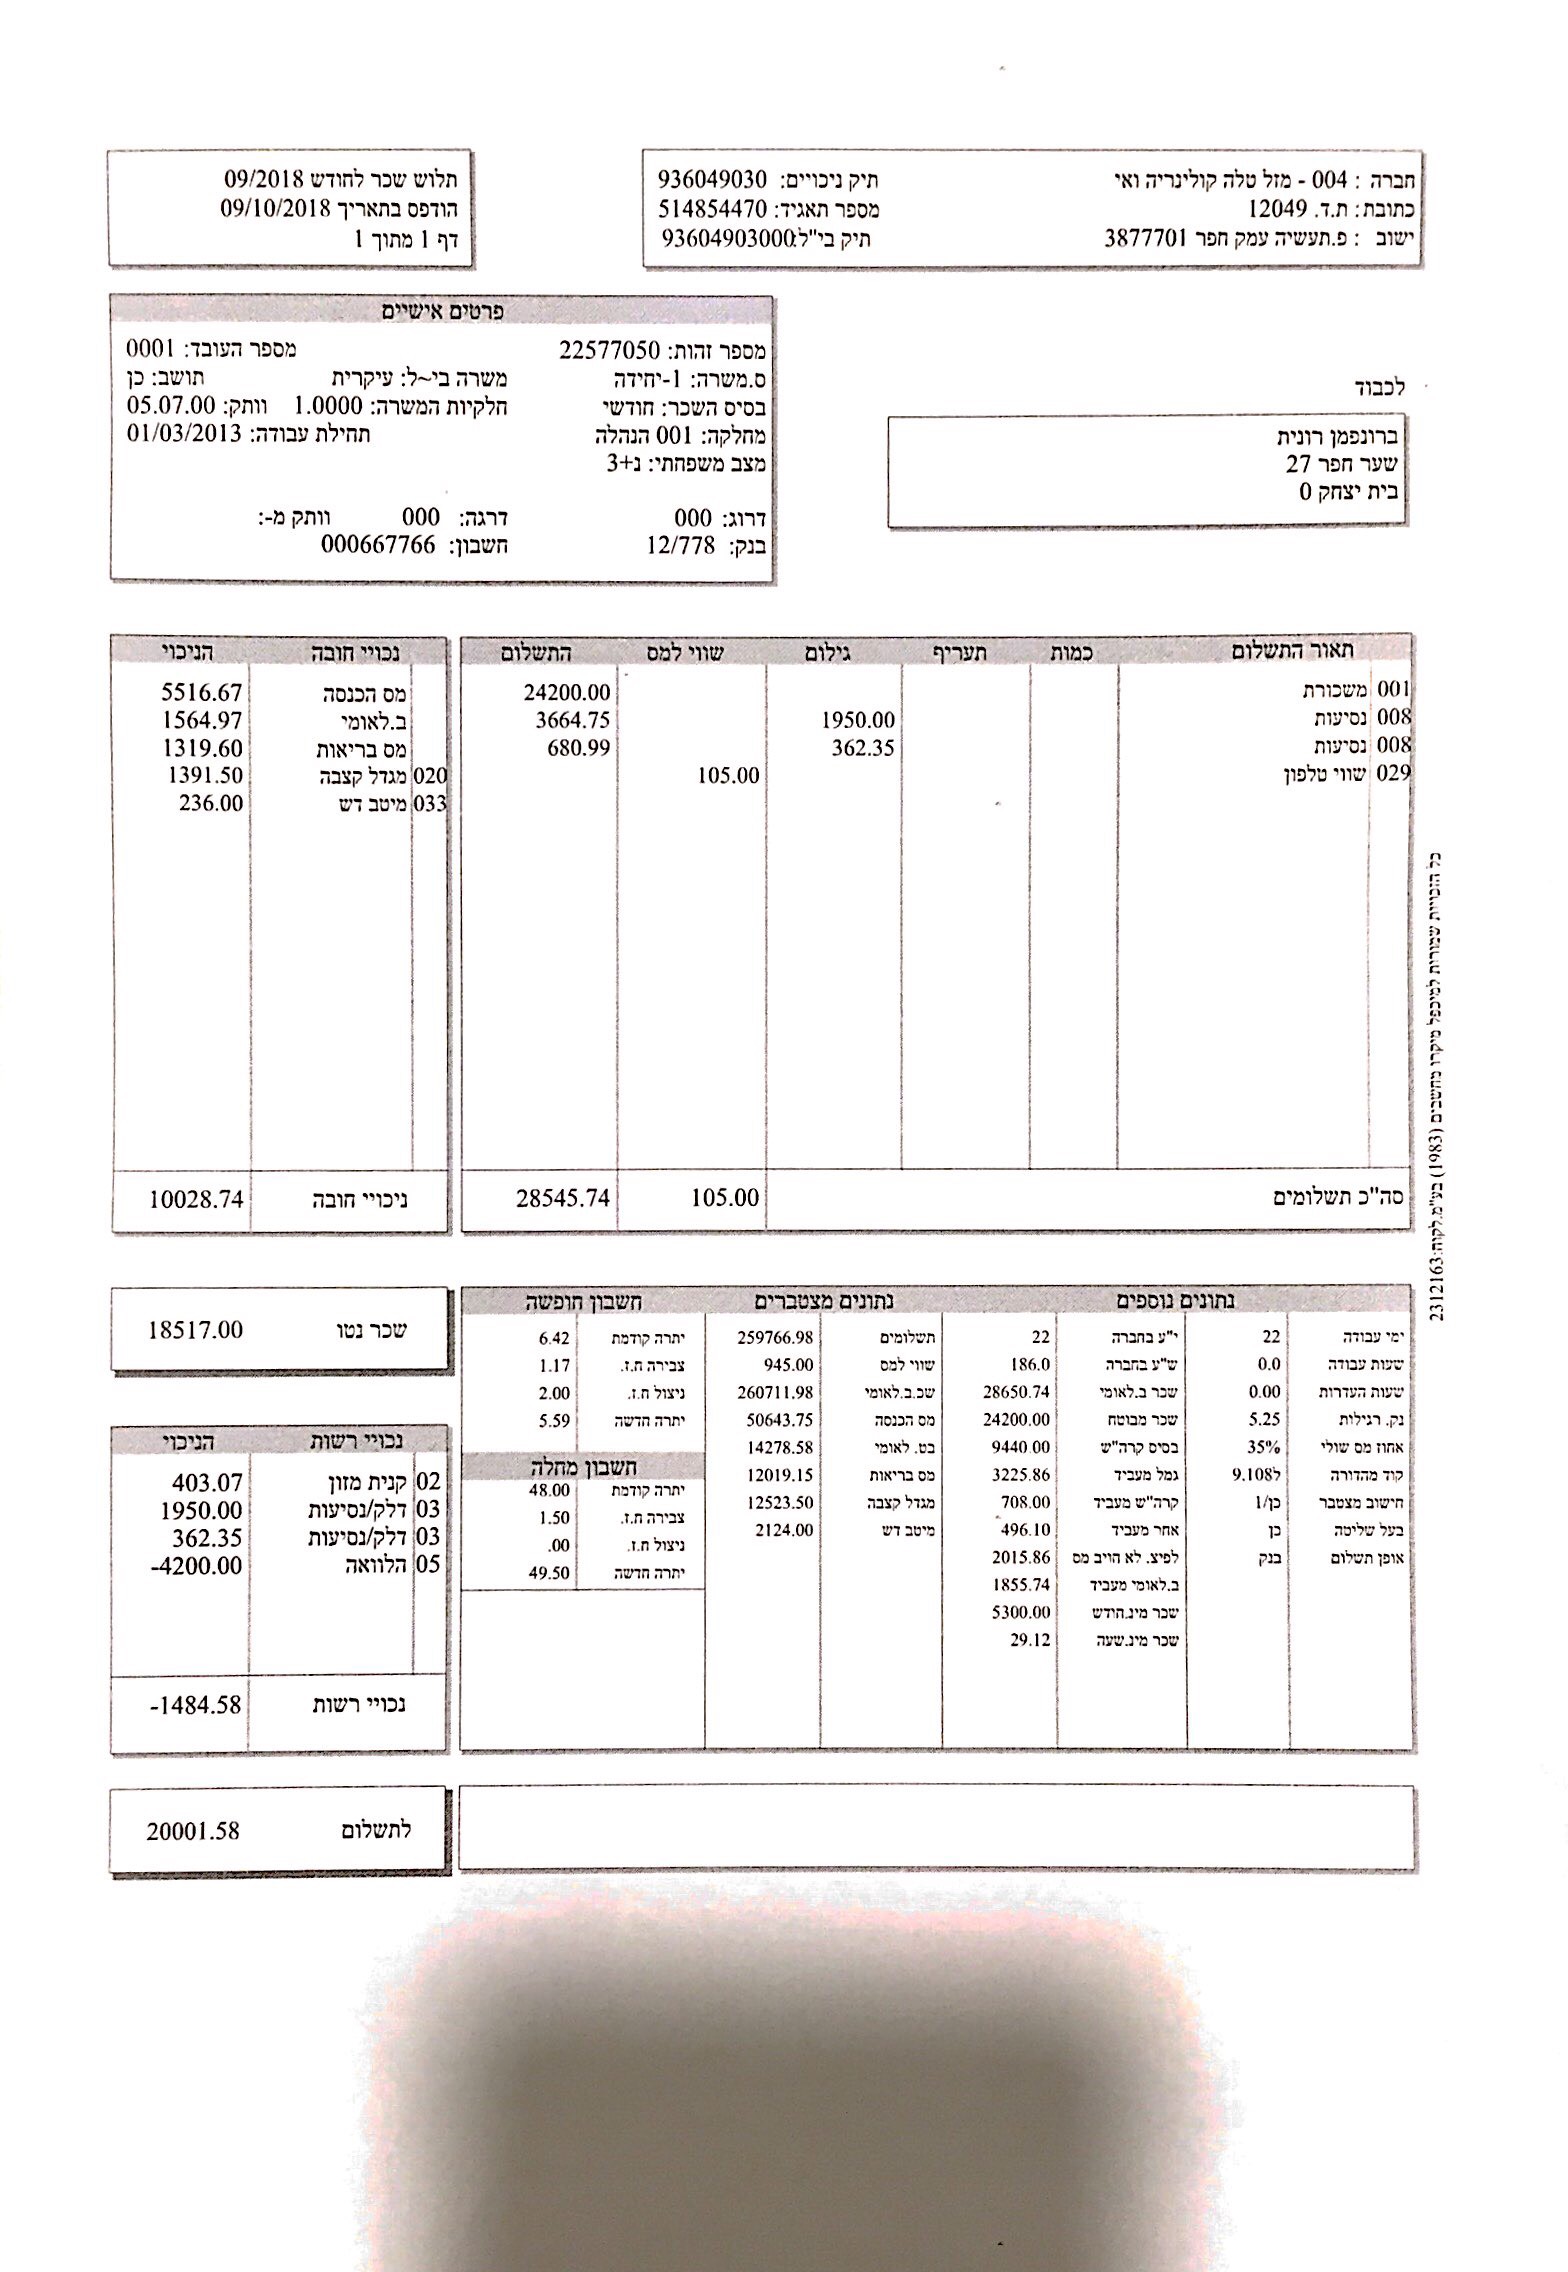 חברה : 004 - מזל טלה קולינריה ואי תיק ניכויים: 936049030
כתובת: ת.ד. 12049 מספר תאגיד: 514854470
ישוב : פ.תעשיה עמק חפר 3877701 תיק בי"ל:93604903000
תלוש שכר לחודש 09/2018
הודפס בתאריך 09/10/2018
דף 1 מתוך 1
פרטים אישיים
מספר זהות: 22577050 מספר העובד: 0001
ס.משרה: 1-יחידה משרה בי~ל: עיקרית תושב: כן
בסיס השכר: חודשי חלקיות המשרה: 1.0000 וותק: 05.07.00
מחלקה: 001 הנהלה תחילת עבודה: 01/03/2013
מצב משפחתי: נ+3
דרוג: 000 דרגה: 000 וותק מ-:
בנק: 12/778 חשבון: 000667766
לכבוד
ברונפמן רונית
שער חפר 27
בית יצחק 0
תאור התשלום כמות תעריף גילום שווי למס התשלום
001 משכורת 24200.00
008 נסיעות 1950.00 3664.75
008 נסיעות 362.35 680.99
029 שווי טלפון 105.00
סה"כ תשלומים 105.00 28545.74
נכויי חובה הניכוי
מס הכנסה 5516.67
ב.לאומי 1564.97
מס בריאות 1319.60
020 מגדל קצבה 1391.50
033 מיטב דש 236.00
ניכויי חובה 10028.74
כל הזכויות שמורות למיכפל מיקרו מחשבים (1983) בע"מ.לקוח:2312163
נתונים נוספים
ימי עבודה 22 י"ע בחברה 22
שעות עבודה 0.0 ש"ע בחברה 186.0
שעות העדרות 0.00 שכר ב.לאומי 28650.74
נק. רגילות 5.25 שכר מבוטח 24200.00
אחוז מס שולי 35% בסיס קרה"ש 9440.00
קוד מהדורה 9.108ל גמל מעביד 3225.86
חישוב מצטבר כן/1 קרה"ש מעביד 708.00
בעל שליטה כן אחר מעביד 496.10
אופן תשלום בנק לפיצ. לא הויב מס 2015.86
ב.לאומי מעביד 1855.74
שכר מינ.חודש 5300.00
שכר מינ.שעה 29.12
נתונים מצטברים
תשלומים 259766.98
שווי למס 945.00
שכ.ב.לאומי 260711.98
מס הכנסה 50643.75
בט. לאומי 14278.58
מס בריאות 12019.15
מגדל קצבה 12523.50
מיטב דש 2124.00
חשבון חופשה
יתרה קודמת 6.42
צבירה ח.ז. 1.17
ניצול ח.ז. 2.00
יתרה חדשה 5.59
חשבון מחלה
יתרה קודמת 48.00
צבירה ח.ז. 1.50
ניצול ח.ז. .00
יתרה חדשה 49.50
שכר נטו 18517.00
נכויי רשות הניכוי
02 קנית מזון 403.07
03 דלק/נסיעות 1950.00
03 דלק/נסיעות 362.35
05 הלוואה -4200.00
נכויי רשות -1484.58
לתשלום 20001.58